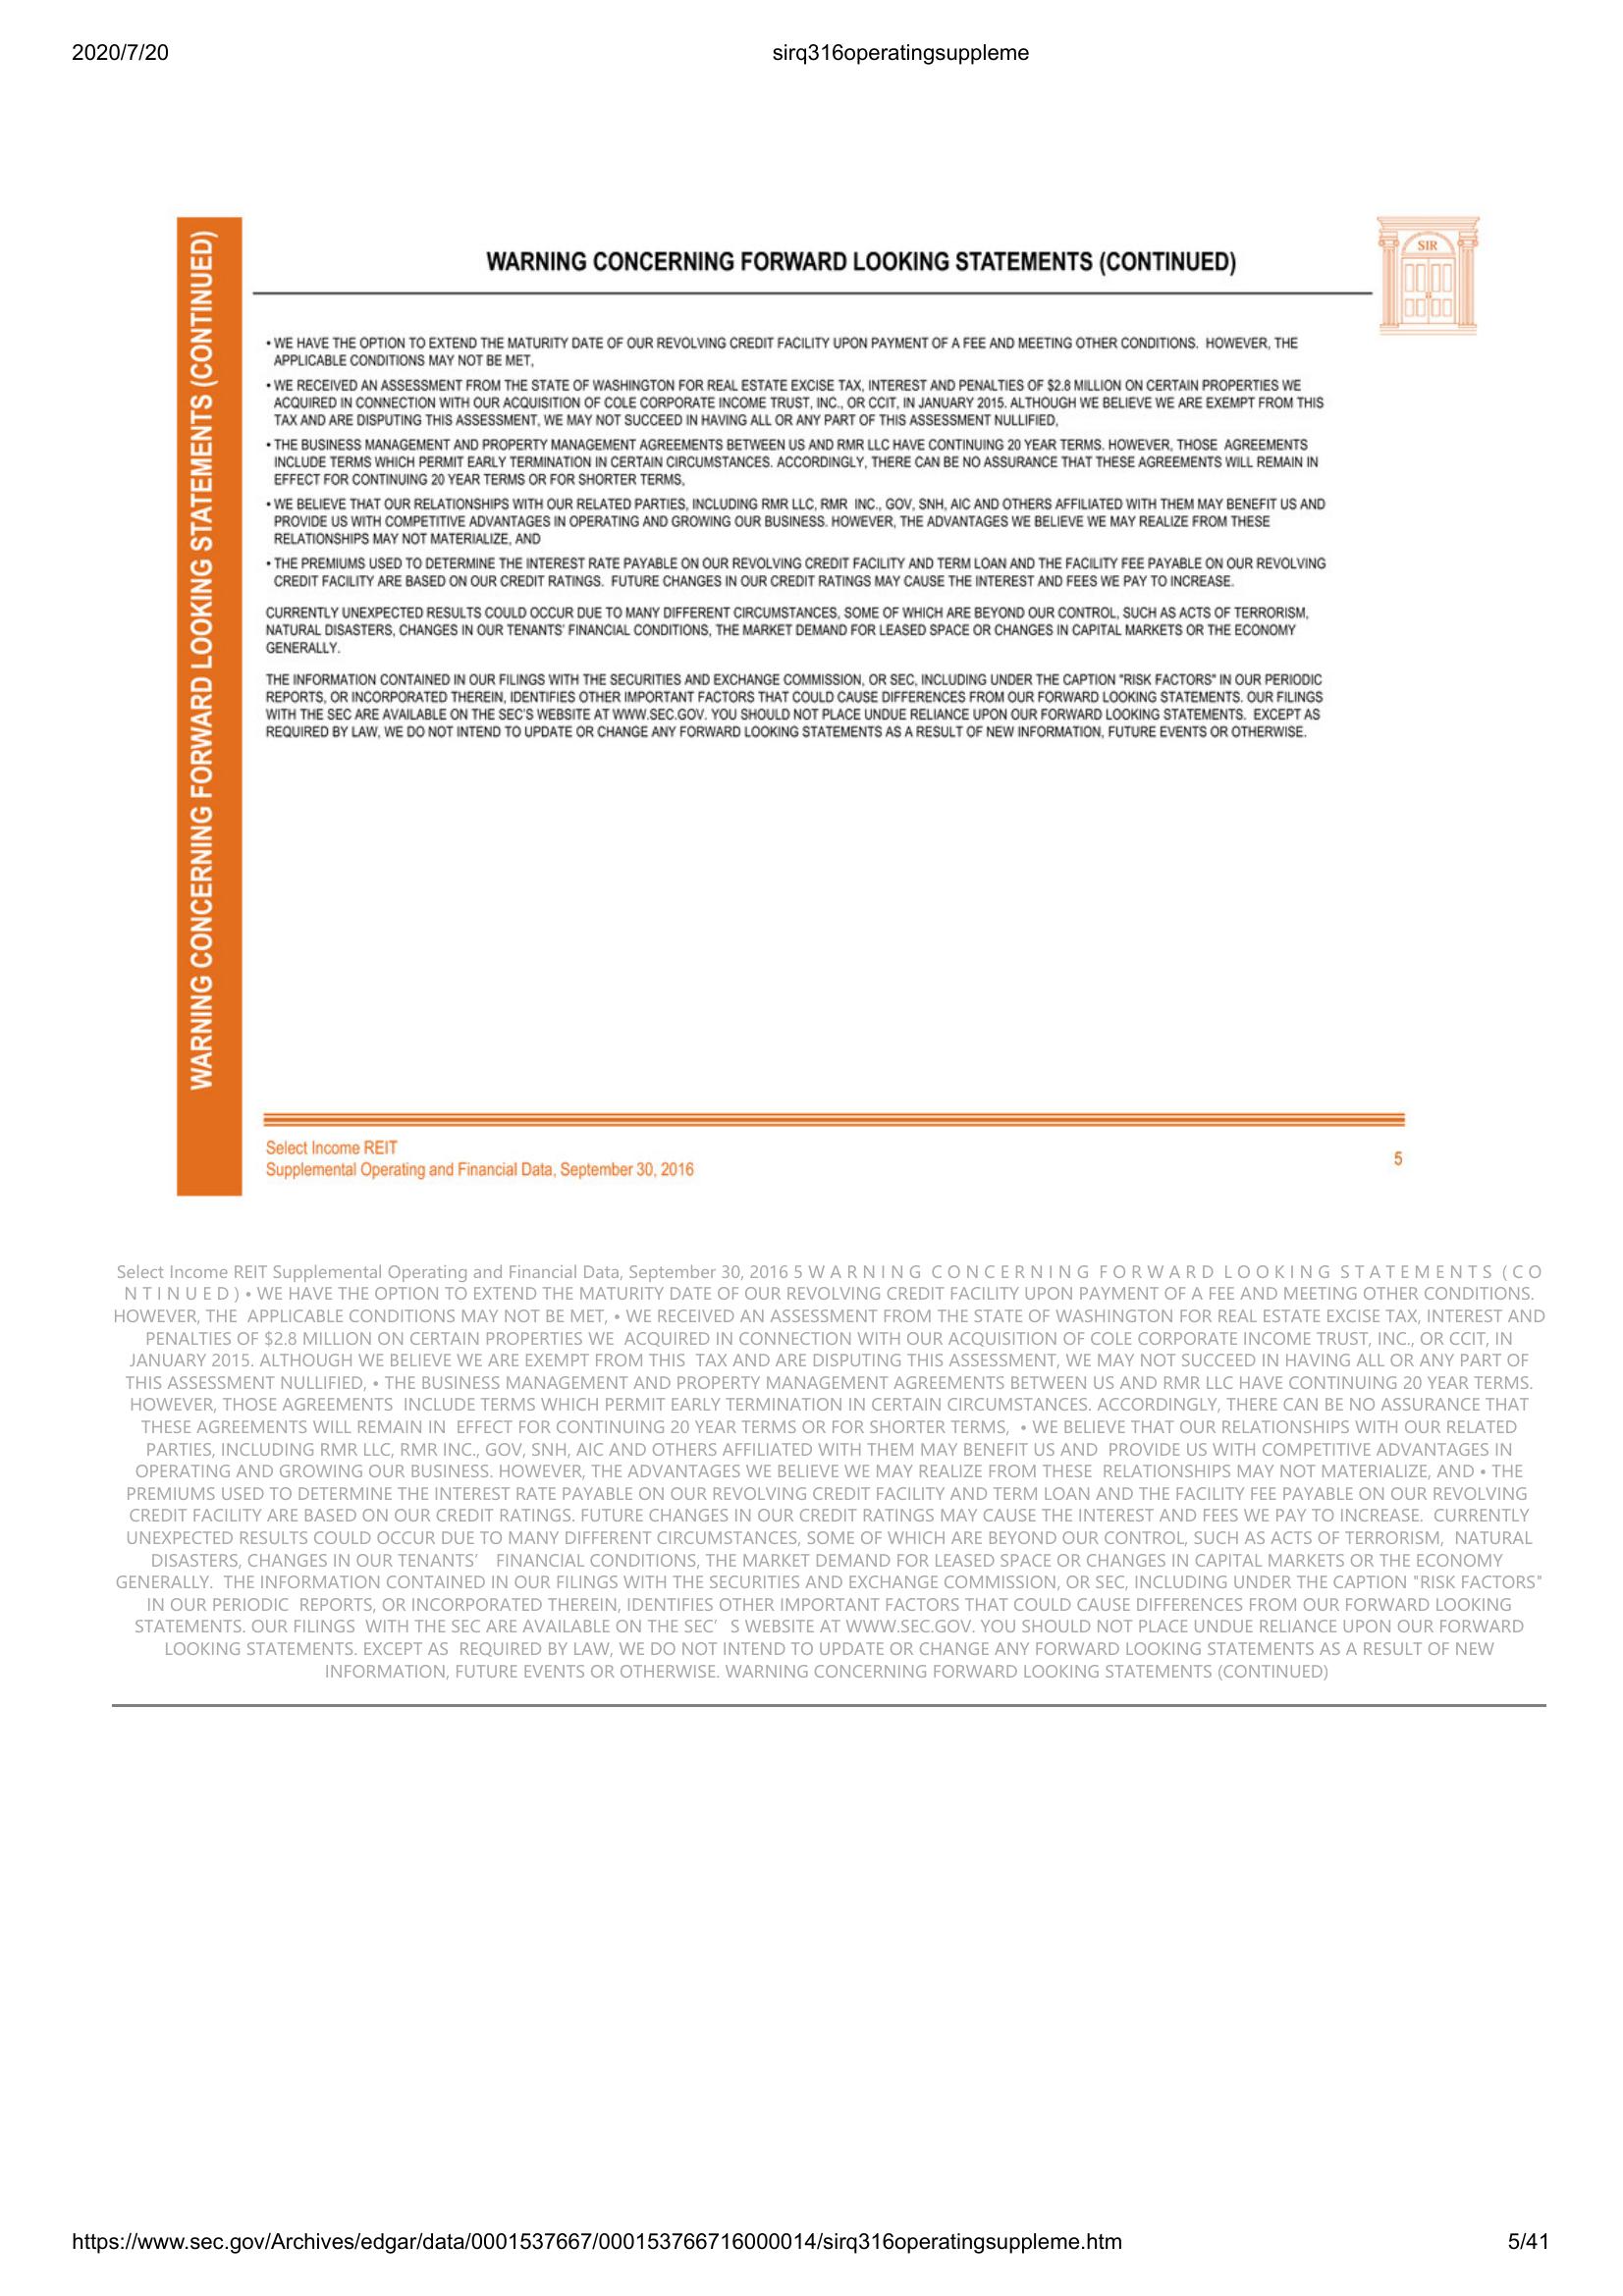 2020/7/20
sirq316operatingsuppleme
WARNING CONCERNING FORWARD LOOKING STATEMENTS (CONTINUED)
SIR
WARNING CONCERNING FORWARD LOOKING STATEMENTS (CONTINUED)
• WE HAVE THE OPTION TO EXTEND THE MATURITY DATE OF OUR REVOLVING CREDIT FACILITY UPON PAYMENT OF A FEE AND MEETING OTHER CONDITIONS. HOWEVER, THE
APPLICABLE CONDITIONS MAY NOT BE MET,
• WE RECEIVED AN ASSESSMENT FROM THE STATE OF WASHINGTON FOR REAL ESTATE EXCISE TAX, INTEREST AND PENALTIES OF $2.8 MILLION ON CERTAIN PROPERTIES WE
ACQUIRED IN CONNECTION WITH OUR ACQUISITION OF COLE CORPORATE INCOME TRUST, INC., OR CCIT, IN JANUARY 2015. ALTHOUGH WE BELIEVE WE ARE EXEMPT FROM THIS
TAX AND ARE DISPUTING THIS ASSESSMENT, WE MAY NOT SUCCEED IN HAVING ALL OR ANY PART OF THIS ASSESSMENT NULLIFIED,
• THE BUSINESS MANAGEMENT AND PROPERTY MANAGEMENT AGREEMENTS BETWEEN US AND RMR LLC HAVE CONTINUING 20 YEAR TERMS. HOWEVER, THOSE AGREEMENTS
INCLUDE TERMS WHICH PERMIT EARLY TERMINATION IN CERTAIN CIRCUMSTANCES. ACCORDINGLY, THERE CAN BE NO ASSURANCE THAT THESE AGREEMENTS WILL REMAIN IN
EFFECT FOR CONTINUING 20 YEAR TERMS OR FOR SHORTER TERMS,
• WE BELIEVE THAT OUR RELATIONSHIPS WITH OUR RELATED PARTIES, INCLUDING RMR LLC, RMR INC., GOV, SNH, AIC AND OTHERS AFFILIATED WITH THEM MAY BENEFIT US AND
PROVIDE US WITH COMPETITIVE ADVANTAGES IN OPERATING AND GROWING OUR BUSINESS. HOWEVER, THE ADVANTAGES WE BELIEVE WE MAY REALIZE FROM THESE
RELATIONSHIPS MAY NOT MATERIALIZE, AND
• THE PREMIUMS USED TO DETERMINE THE INTEREST RATE PAYABLE ON OUR REVOLVING CREDIT FACILITY AND TERM LOAN AND THE FACILITY FEE PAYABLE ON OUR REVOLVING
CREDIT FACILITY ARE BASED ON OUR CREDIT RATINGS. FUTURE CHANGES IN OUR CREDIT RATINGS MAY CAUSE THE INTEREST AND FEES WE PAY TO INCREASE.
CURRENTLY UNEXPECTED RESULTS COULD OCCUR DUE TO MANY DIFFERENT CIRCUMSTANCES, SOME OF WHICH ARE BEYOND OUR CONTROL, SUCH AS ACTS OF TERRORISM,
NATURAL DISASTERS, CHANGES IN OUR TENANTS' FINANCIAL CONDITIONS, THE MARKET DEMAND FOR LEASED SPACE OR CHANGES IN CAPITAL MARKETS OR THE ECONOMY
GENERALLY.
THE INFORMATION CONTAINED IN OUR FILINGS WITH THE SECURITIES AND EXCHANGE COMMISSION, OR SEC, INCLUDING UNDER THE CAPTION "RISK FACTORS" IN OUR PERIODIC
REPORTS, OR INCORPORATED THEREIN, IDENTIFIES OTHER IMPORTANT FACTORS THAT COULD CAUSE DIFFERENCES FROM OUR FORWARD LOOKING STATEMENTS. OUR FILINGS
WITH THE SEC ARE AVAILABLE ON THE SEC'S WEBSITE AT WWW.SEC.GOV. YOU SHOULD NOT PLACE UNDUE RELIANCE UPON OUR FORWARD LOOKING STATEMENTS. EXCEPT AS
REQUIRED BY LAW, WE DO NOT INTEND TO UPDATE OR CHANGE ANY FORWARD LOOKING STATEMENTS AS A RESULT OF NEW INFORMATION, FUTURE EVENTS OR OTHERWISE.
Select Income REIT
Supplemental Operating and Financial Data, September 30, 2016
5
Select Income REIT Supplemental Operating and Financial Data, September 30, 2016 5 W A R N I N G C O N C E R N I N G F O R W A R D L O O K I N G S T A T E M E N T S ( C O
N T I N U E D ) • WE HAVE THE OPTION TO EXTEND THE MATURITY DATE OF OUR REVOLVING CREDIT FACILITY UPON PAYMENT OF A FEE AND MEETING OTHER CONDITIONS.
HOWEVER, THE APPLICABLE CONDITIONS MAY NOT BE MET, • WE RECEIVED AN ASSESSMENT FROM THE STATE OF WASHINGTON FOR REAL ESTATE EXCISE TAX, INTEREST AND
PENALTIES OF $2.8 MILLION ON CERTAIN PROPERTIES WE ACQUIRED IN CONNECTION WITH OUR ACQUISITION OF COLE CORPORATE INCOME TRUST, INC., OR CCIT, IN
JANUARY 2015. ALTHOUGH WE BELIEVE WE ARE EXEMPT FROM THIS TAX AND ARE DISPUTING THIS ASSESSMENT, WE MAY NOT SUCCEED IN HAVING ALL OR ANY PART OF
THIS ASSESSMENT NULLIFIED, • THE BUSINESS MANAGEMENT AND PROPERTY MANAGEMENT AGREEMENTS BETWEEN US AND RMR LLC HAVE CONTINUING 20 YEAR TERMS.
HOWEVER, THOSE AGREEMENTS INCLUDE TERMS WHICH PERMIT EARLY TERMINATION IN CERTAIN CIRCUMSTANCES. ACCORDINGLY, THERE CAN BE NO ASSURANCE THAT
THESE AGREEMENTS WILL REMAIN IN EFFECT FOR CONTINUING 20 YEAR TERMS OR FOR SHORTER TERMS, • WE BELIEVE THAT OUR RELATIONSHIPS WITH OUR RELATED
PARTIES, INCLUDING RMR LLC, RMR INC., GOV, SNH, AIC AND OTHERS AFFILIATED WITH THEM MAY BENEFIT US AND PROVIDE US WITH COMPETITIVE ADVANTAGES IN
OPERATING AND GROWING OUR BUSINESS. HOWEVER, THE ADVANTAGES WE BELIEVE WE MAY REALIZE FROM THESE RELATIONSHIPS MAY NOT MATERIALIZE, AND • THE
PREMIUMS USED TO DETERMINE THE INTEREST RATE PAYABLE ON OUR REVOLVING CREDIT FACILITY AND TERM LOAN AND THE FACILITY FEE PAYABLE ON OUR REVOLVING
CREDIT FACILITY ARE BASED ON OUR CREDIT RATINGS. FUTURE CHANGES IN OUR CREDIT RATINGS MAY CAUSE THE INTEREST AND FEES WE PAY TO INCREASE. CURRENTLY
UNEXPECTED RESULTS COULD OCCUR DUE TO MANY DIFFERENT CIRCUMSTANCES, SOME OF WHICH ARE BEYOND OUR CONTROL, SUCH AS ACTS OF TERRORISM, NATURAL
DISASTERS, CHANGES IN OUR TENANTS' FINANCIAL CONDITIONS, THE MARKET DEMAND FOR LEASED SPACE OR CHANGES IN CAPITAL MARKETS OR THE ECONOMY
GENERALLY. THE INFORMATION CONTAINED IN OUR FILINGS WITH THE SECURITIES AND EXCHANGE COMMISSION, OR SEC, INCLUDING UNDER THE CAPTION "RISK FACTORS"
IN OUR PERIODIC REPORTS, OR INCORPORATED THEREIN, IDENTIFIES OTHER IMPORTANT FACTORS THAT COULD CAUSE DIFFERENCES FROM OUR FORWARD LOOKING
STATEMENTS. OUR FILINGS WITH THE SEC ARE AVAILABLE ON THE SEC' S WEBSITE AT WWW.SEC.GOV. YOU SHOULD NOT PLACE UNDUE RELIANCE UPON OUR FORWARD
LOOKING STATEMENTS. EXCEPT AS REQUIRED BY LAW, WE DO NOT INTEND TO UPDATE OR CHANGE ANY FORWARD LOOKING STATEMENTS AS A RESULT OF NEW
INFORMATION, FUTURE EVENTS OR OTHERWISE. WARNING CONCERNING FORWARD LOOKING STATEMENTS (CONTINUED)
https://www.sec.gov/Archives/edgar/data/0001537667/000153766716000014/sirq316operatingsuppleme.htm
5/41